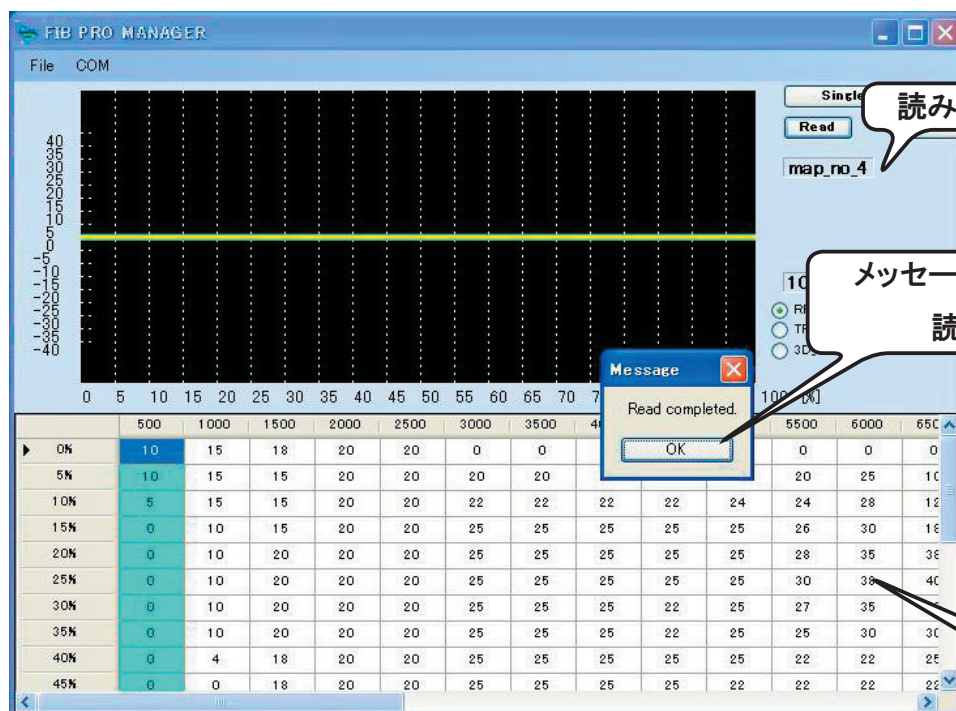 FIB PRO MANAGER
File COM
Single
読み
Read
map_no_4
40
35
30
25
20
15
10
5
0
-5
-10
-15
-20
-25
-30
-35
-40
メッセー
読
10
Message
Read completed.
OK
0 5 10 15 20 25 30 35 40 45 50 55 60 65 70 100 [%]
500 1000 1500 2000 2500 3000 3500 5500 6000
0% 10 15 18 20 20 0 0 0 0 0
5% 10 15 15 20 20 20 20 20 25
10% 5 15 15 20 20 22 22 22 22 24 24 28
15% 0 10 15 20 20 25 25 25 25 25 26 30
20% 0 10 20 20 20 25 25 25 25 25 28 35
25% 0 10 20 20 20 25 25 25 25 25 30 38
30% 0 10 20 20 20 25 25 25 22 25 27 35
35% 0 10 20 20 20 25 25 25 22 25 25 30
40% 0 4 18 20 20 25 25 25 25 25 22 22
45% 0 0 18 20 20 25 25 25 25 22 22 22